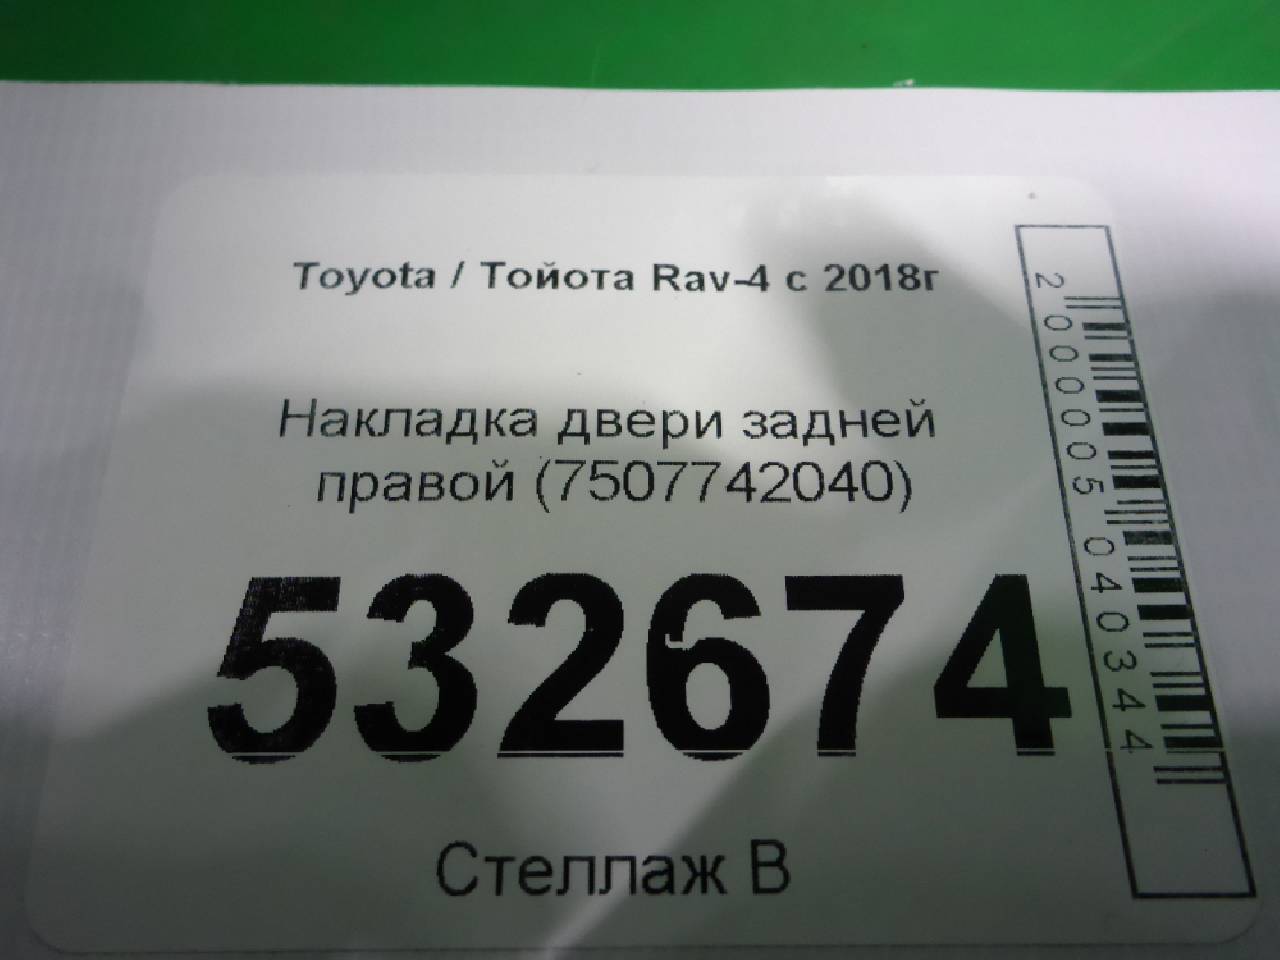 Toyota / Тойота Rav-4 с 2018г
Накладка двери задней
правой (7507742040)
532674
Стеллаж В
2000005040344